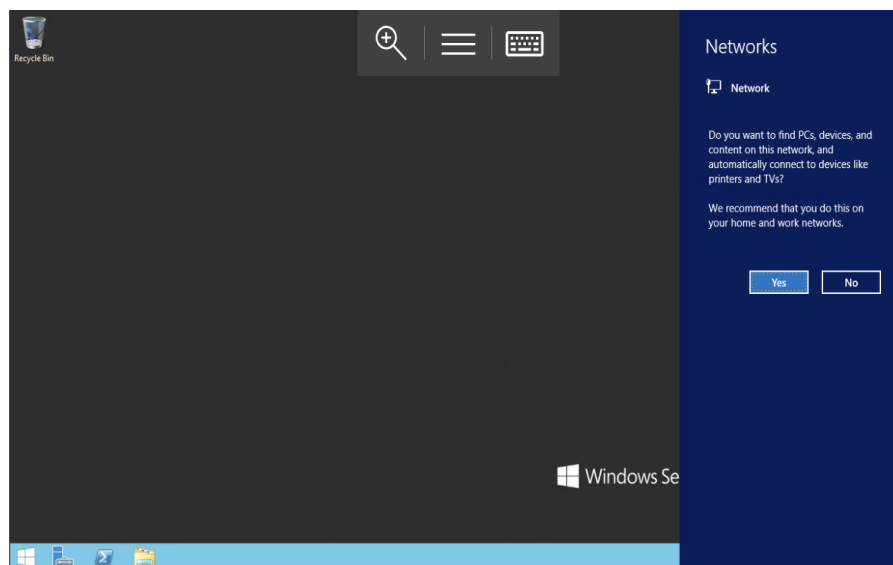 Recycle Bin
Networks
Network
Do you want to find PCs, devices, and
content on this network, and
automatically connect to devices like
printers and TVs?
We recommend that you do this on
your home and work networks.
Yes
No
Windows Se